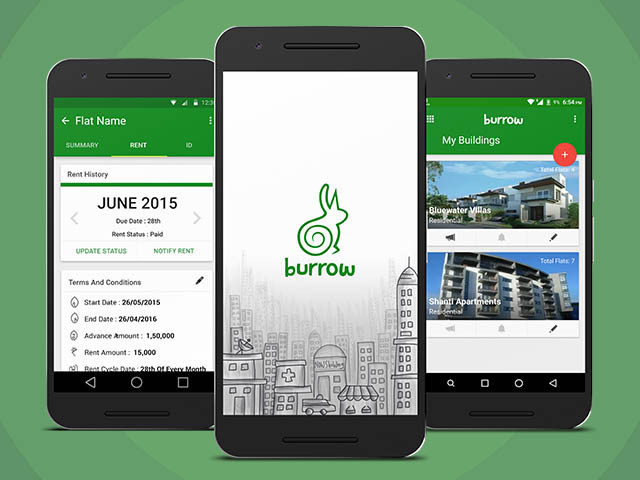 12:30
Flat Name
SUMMARY
RENT
ID
Rent History
JUNE 2015
Due Date : 28th
Rent Status : Paid
UPDATE STATUS
NOTIFY RENT
Terms And Conditions
Start Date : 26/05/2015
End Date : 26/04/2016
Advance Amount : 1,50,000
Rent Amount : 15,000
Rent Cycle Date : 28th Of Every Month
burrow
9% 6:54 PM
burrow
My Buildings
+
Total Flats: 4
Bluewater Villas
Residential
Total Flats: 7
Shanti Apartments
Residential